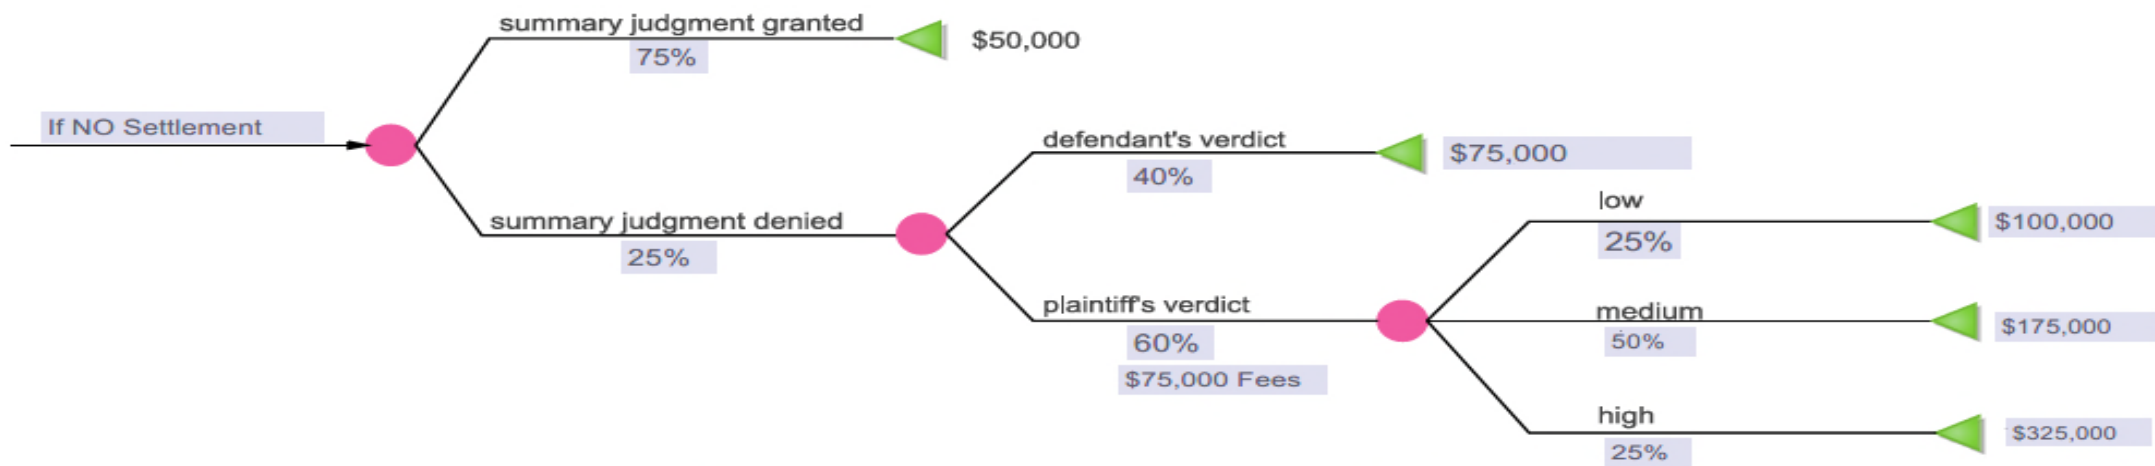 summary judgment granted
75%
$50,000
If NO Settlement
defendant's verdict
40%
$75,000
summary judgment denied
25%
low
25%
$100,000
plaintiff's verdict
60%
$75,000 Fees
medium
50%
$175,000
high
25%
$325,000